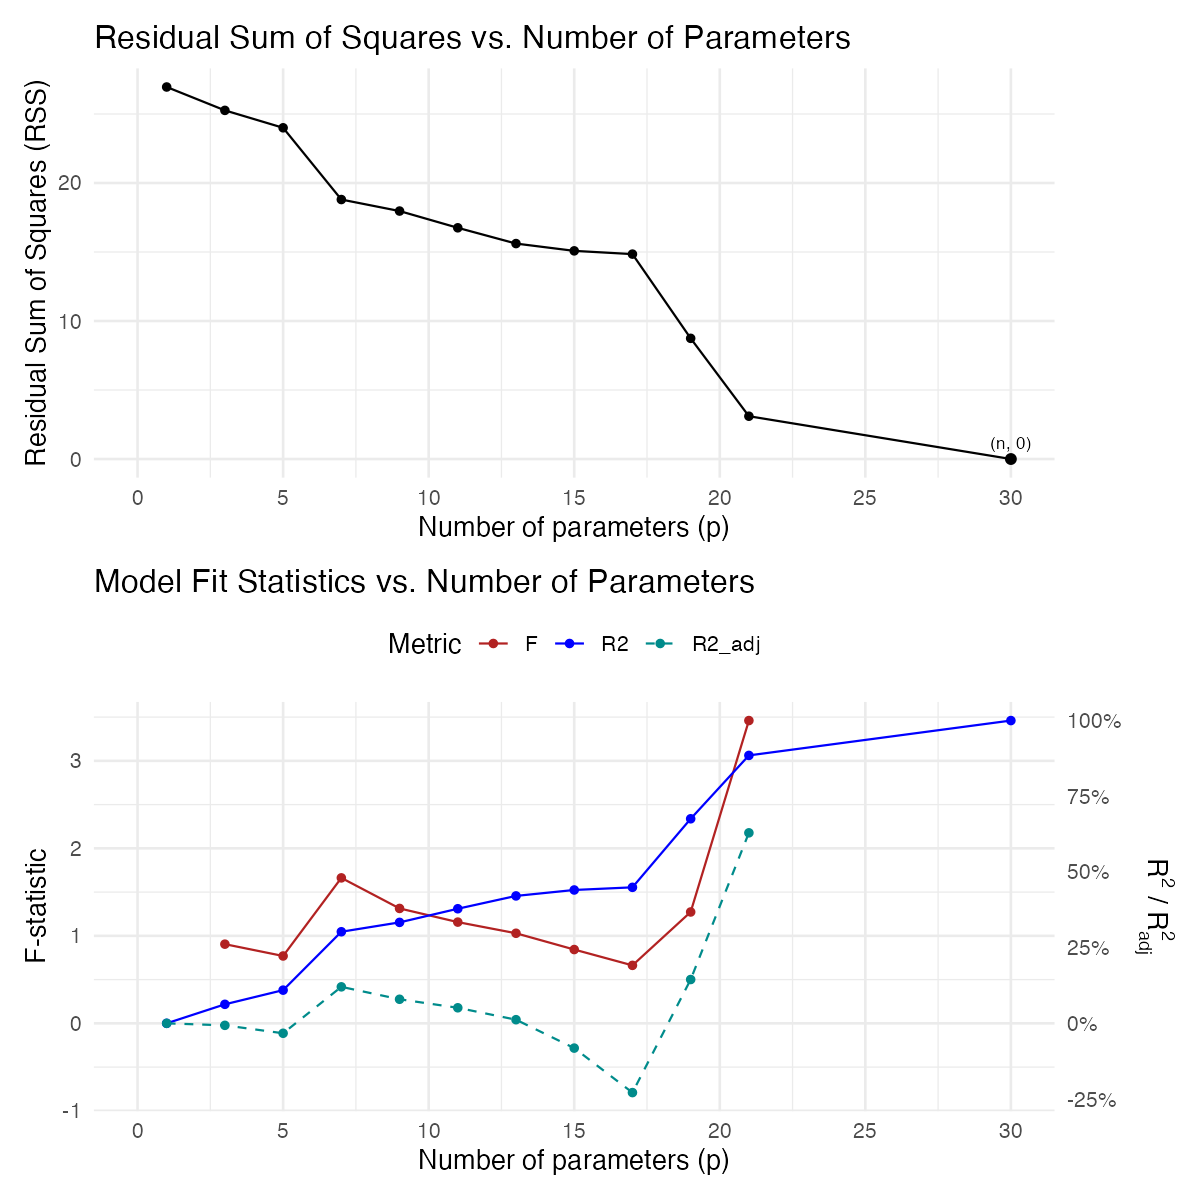 Residual Sum of Squares vs. Number of Parameters
Residual Sum of Squares (RSS)
20
10
0
(n, 0)
0 5 10 15 20 25 30
Number of parameters (p)
Model Fit Statistics vs. Number of Parameters
Metric F R2 R2_adj
F-statistic
3
2
1
0
-1
100%
75%
50%
25%
0%
-25%
R² / R²adj
0 5 10 15 20 25 30
Number of parameters (p)